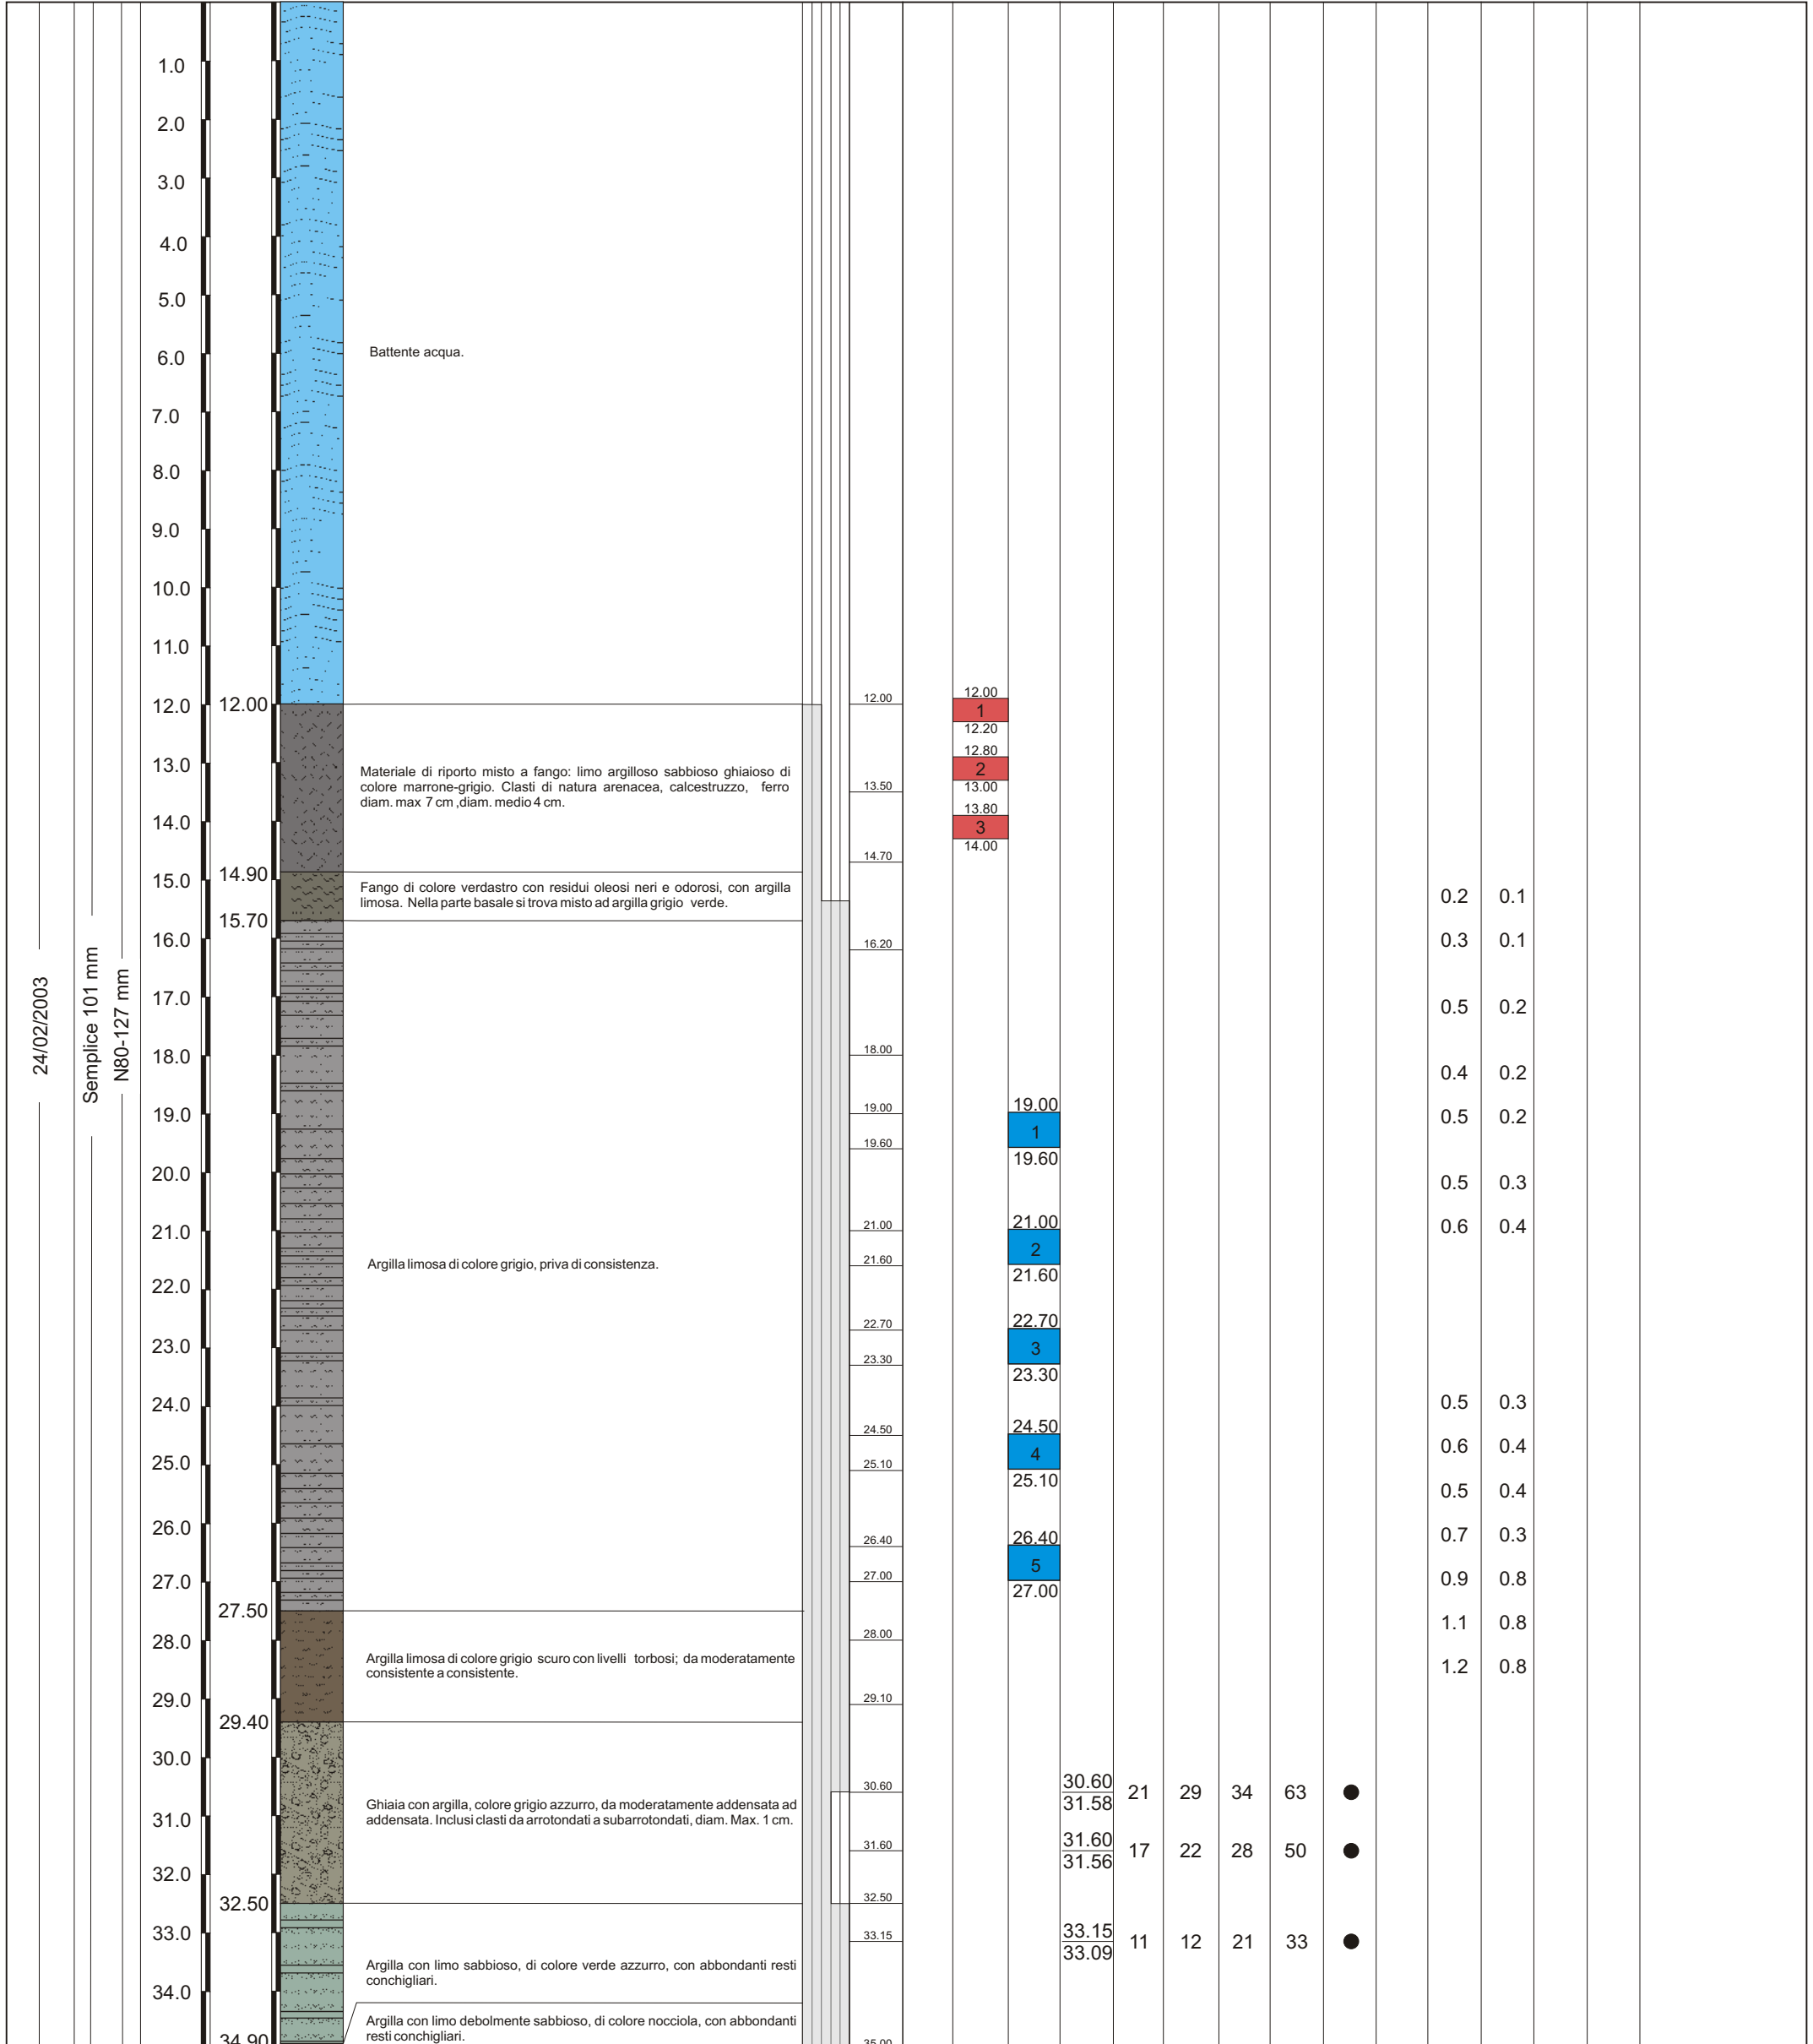 24/02/2003
Semplice 101 mm
N80-127 mm
1.0
2.0
3.0
4.0
5.0
6.0
Battente acqua.
7.0
8.0
9.0
10.0
11.0
12.0 12.00 12.00 12.00
1
12.20
12.80
13.0 2
13.00
Materiale di riporto misto a fango: limo argilloso sabbioso ghiaioso di
colore marrone-grigio. Clasti di natura arenacea, calcestruzzo, ferro
diam. max 7 cm ,diam. medio 4 cm.
13.50
13.80
14.0 3
14.00
14.70
15.0 14.90
Fango di colore verdastro con residui oleosi neri e odorosi, con argilla
limosa. Nella parte basale si trova misto ad argilla grigio verde.
0.2 0.1
15.70
16.0 16.20 0.3 0.1
17.0 0.5 0.2
18.0 18.00
0.4 0.2
19.0 19.00 19.00 0.5 0.2
1
19.60 19.60
20.0 0.5 0.3
21.0 21.00 21.00 0.6 0.4
2
Argilla limosa di colore grigio, priva di consistenza.
21.60 21.60
22.0
22.70 22.70
23.0 3
23.30 23.30
24.0 0.5 0.3
24.50 24.50 0.6 0.4
4
25.0 25.10 25.10
0.5 0.4
26.0 0.7 0.3
26.40 26.40
5
27.0 27.00 27.00 0.9 0.8
27.50
28.0 28.00 1.1 0.8
Argilla limosa di colore grigio scuro con livelli torbosi; da moderatamente
consistente a consistente.
1.2 0.8
29.0 29.10
29.40
30.0
30.60 30.60 21 29 34 63
31.58
Ghiaia con argilla, colore grigio azzurro, da moderatamente addensata ad
addensata. Inclusi clasti da arrotondati a subarrotondati, diam. Max. 1 cm.
31.0
31.60 31.60 17 22 28 50
31.56
32.0
32.50 32.50
33.0 33.15 33.15 11 12 21 33
33.09
Argilla con limo sabbioso, di colore verde azzurro, con abbondanti resti
conchigliari.
34.0
Argilla con limo debolmente sabbioso, di colore nocciola, con abbondanti
resti conchigliari.
34.90 35.00